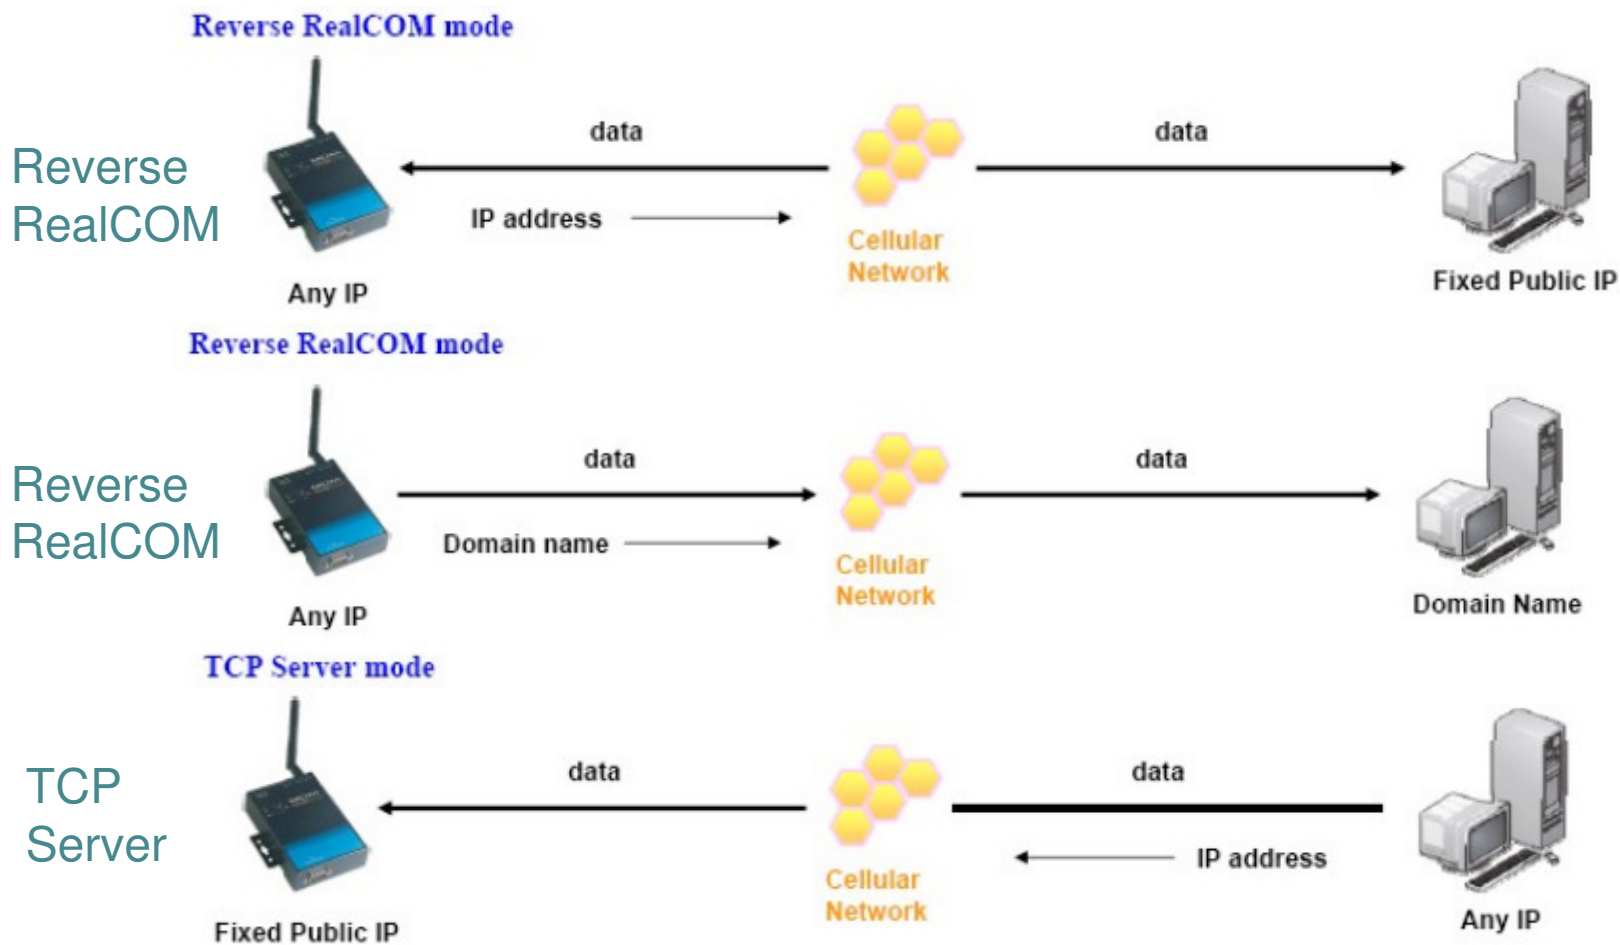 Reverse RealCOM mode
Reverse
RealCOM
data
data
IP address
Cellular
Network
Any IP
Fixed Public IP
Reverse RealCOM mode
Reverse
RealCOM
data
data
Domain name
Cellular
Network
Any IP
Domain Name
TCP Server mode
TCP
Server
data
data
IP address
Cellular
Network
Fixed Public IP
Any IP